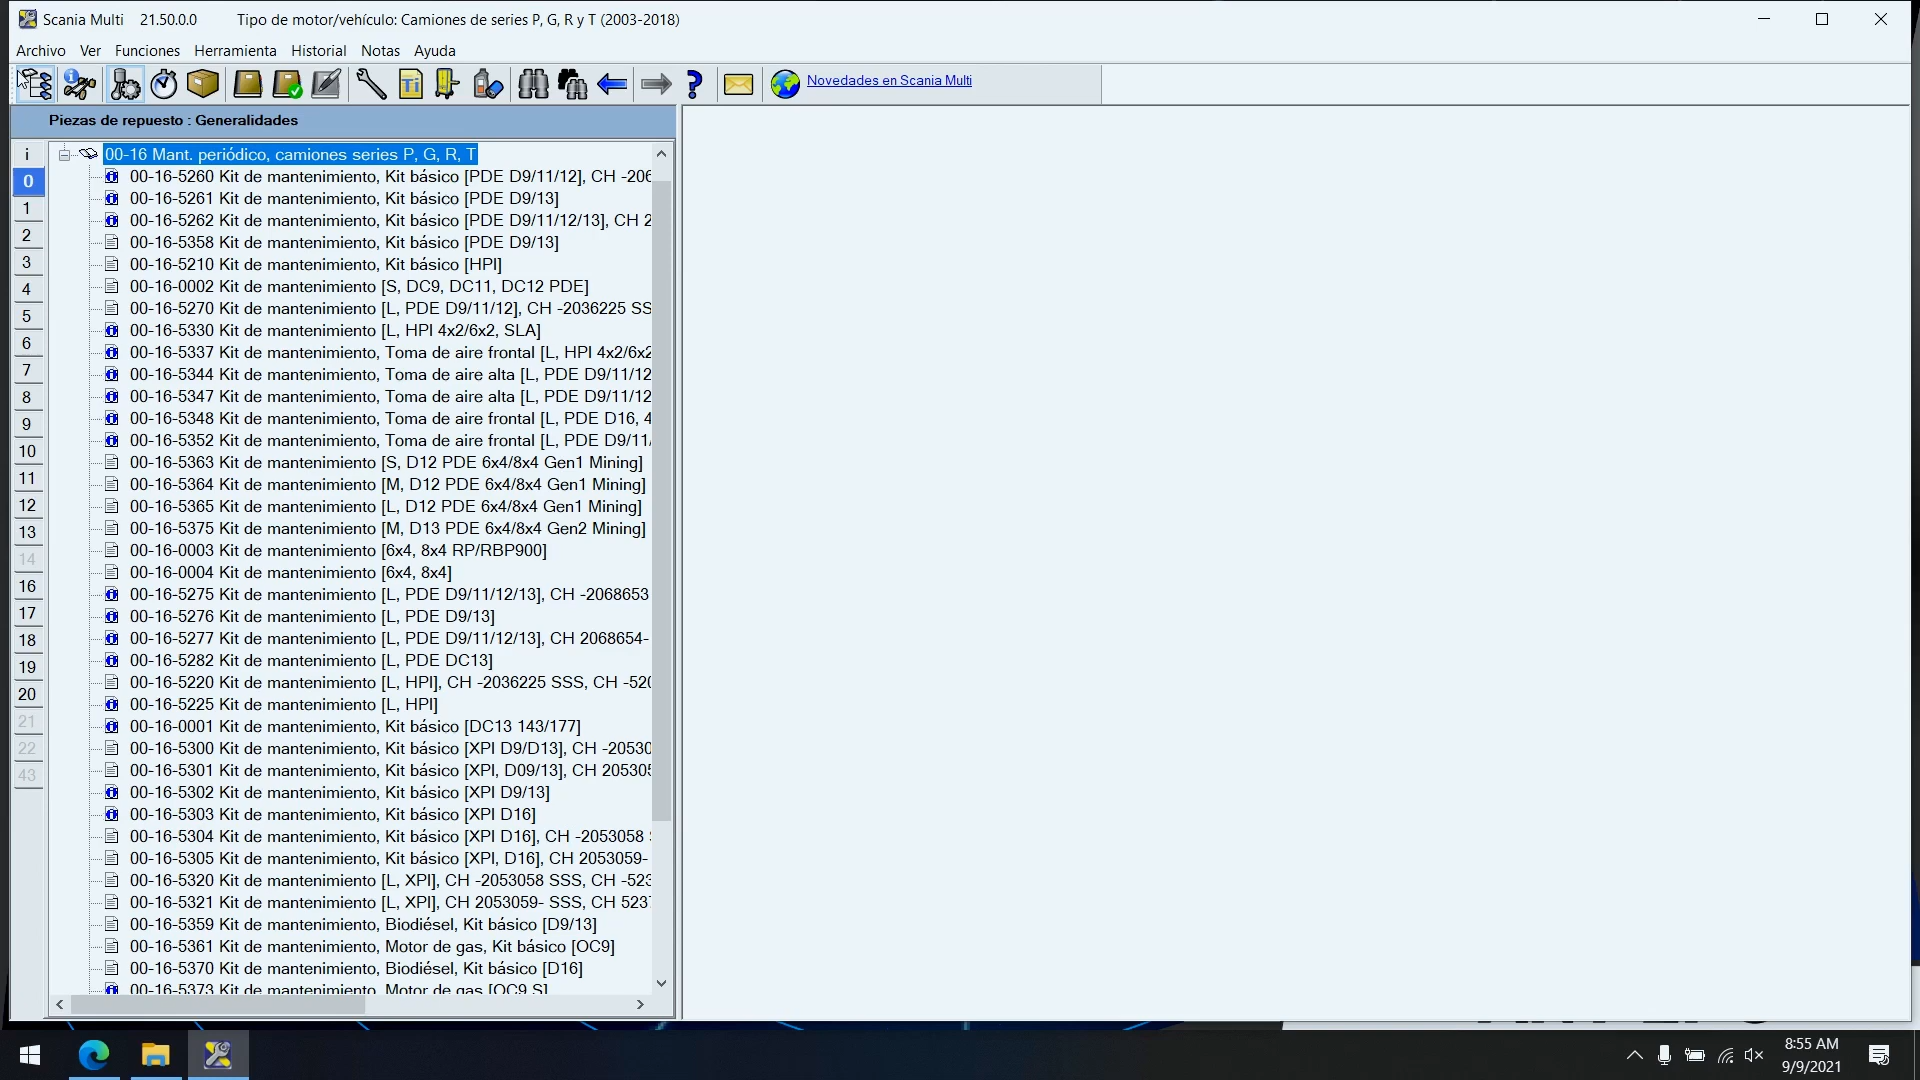 Scania Multi 21.50.0.0 Tipo de motor/vehículo: Camiones de series P, G, R y T (2003-2018)
Archivo Ver Funciones Herramienta Historial Notas Ayuda
Ti ? Novedades en Scania Multi
Piezas de repuesto : Generalidades
i
0
1
2
3
4
5
6
7
8
9
10
11
12
13
14
16
17
18
19
20
21
22
43
00-16 Mant. periódico, camiones series P, G, R, T
00-16-5260 Kit de mantenimiento, Kit básico [PDE D9/11/12], CH -206
00-16-5261 Kit de mantenimiento, Kit básico [PDE D9/13]
00-16-5262 Kit de mantenimiento, Kit básico [PDE D9/11/12/13], CH 2
00-16-5358 Kit de mantenimiento, Kit básico [PDE D9/13]
00-16-5210 Kit de mantenimiento, Kit básico [HPI]
00-16-0002 Kit de mantenimiento [S, DC9, DC11, DC12 PDE]
00-16-5270 Kit de mantenimiento [L, PDE D9/11/12], CH -2036225 SS
00-16-5330 Kit de mantenimiento [L, HPI 4x2/6x2, SLA]
00-16-5337 Kit de mantenimiento, Toma de aire frontal [L, HPI 4x2/6x2
00-16-5344 Kit de mantenimiento, Toma de aire alta [L, PDE D9/11/12
00-16-5347 Kit de mantenimiento, Toma de aire alta [L, PDE D9/11/12
00-16-5348 Kit de mantenimiento, Toma de aire frontal [L, PDE D16, 4
00-16-5352 Kit de mantenimiento, Toma de aire frontal [L, PDE D9/11/
00-16-5363 Kit de mantenimiento [S, D12 PDE 6x4/8x4 Gen1 Mining]
00-16-5364 Kit de mantenimiento [M, D12 PDE 6x4/8x4 Gen1 Mining]
00-16-5365 Kit de mantenimiento [L, D12 PDE 6x4/8x4 Gen1 Mining]
00-16-5375 Kit de mantenimiento [M, D13 PDE 6x4/8x4 Gen2 Mining]
00-16-0003 Kit de mantenimiento [6x4, 8x4 RP/RBP900]
00-16-0004 Kit de mantenimiento [6x4, 8x4]
00-16-5275 Kit de mantenimiento [L, PDE D9/11/12/13], CH -2068653
00-16-5276 Kit de mantenimiento [L, PDE D9/13]
00-16-5277 Kit de mantenimiento [L, PDE D9/11/12/13], CH 2068654-
00-16-5282 Kit de mantenimiento [L, PDE DC13]
00-16-5220 Kit de mantenimiento [L, HPI], CH -2036225 SSS, CH -520
00-16-5225 Kit de mantenimiento [L, HPI]
00-16-0001 Kit de mantenimiento, Kit básico [DC13 143/177]
00-16-5300 Kit de mantenimiento, Kit básico [XPI D9/D13], CH -20530
00-16-5301 Kit de mantenimiento, Kit básico [XPI, D09/13], CH 205305
00-16-5302 Kit de mantenimiento, Kit básico [XPI D9/13]
00-16-5303 Kit de mantenimiento, Kit básico [XPI D16]
00-16-5304 Kit de mantenimiento, Kit básico [XPI D16], CH -2053058
00-16-5305 Kit de mantenimiento, Kit básico [XPI, D16], CH 2053059-
00-16-5320 Kit de mantenimiento [L, XPI], CH -2053058 SSS, CH -523
00-16-5321 Kit de mantenimiento [L, XPI], CH 2053059- SSS, CH 523
00-16-5359 Kit de mantenimiento, Biodiésel, Kit básico [D9/13]
00-16-5361 Kit de mantenimiento, Motor de gas, Kit básico [OC9]
00-16-5370 Kit de mantenimiento, Biodiésel, Kit básico [D16]
00-16-5373 Kit de mantenimiento, Motor de gas [OC9 S]
8:55 AM
9/9/2021